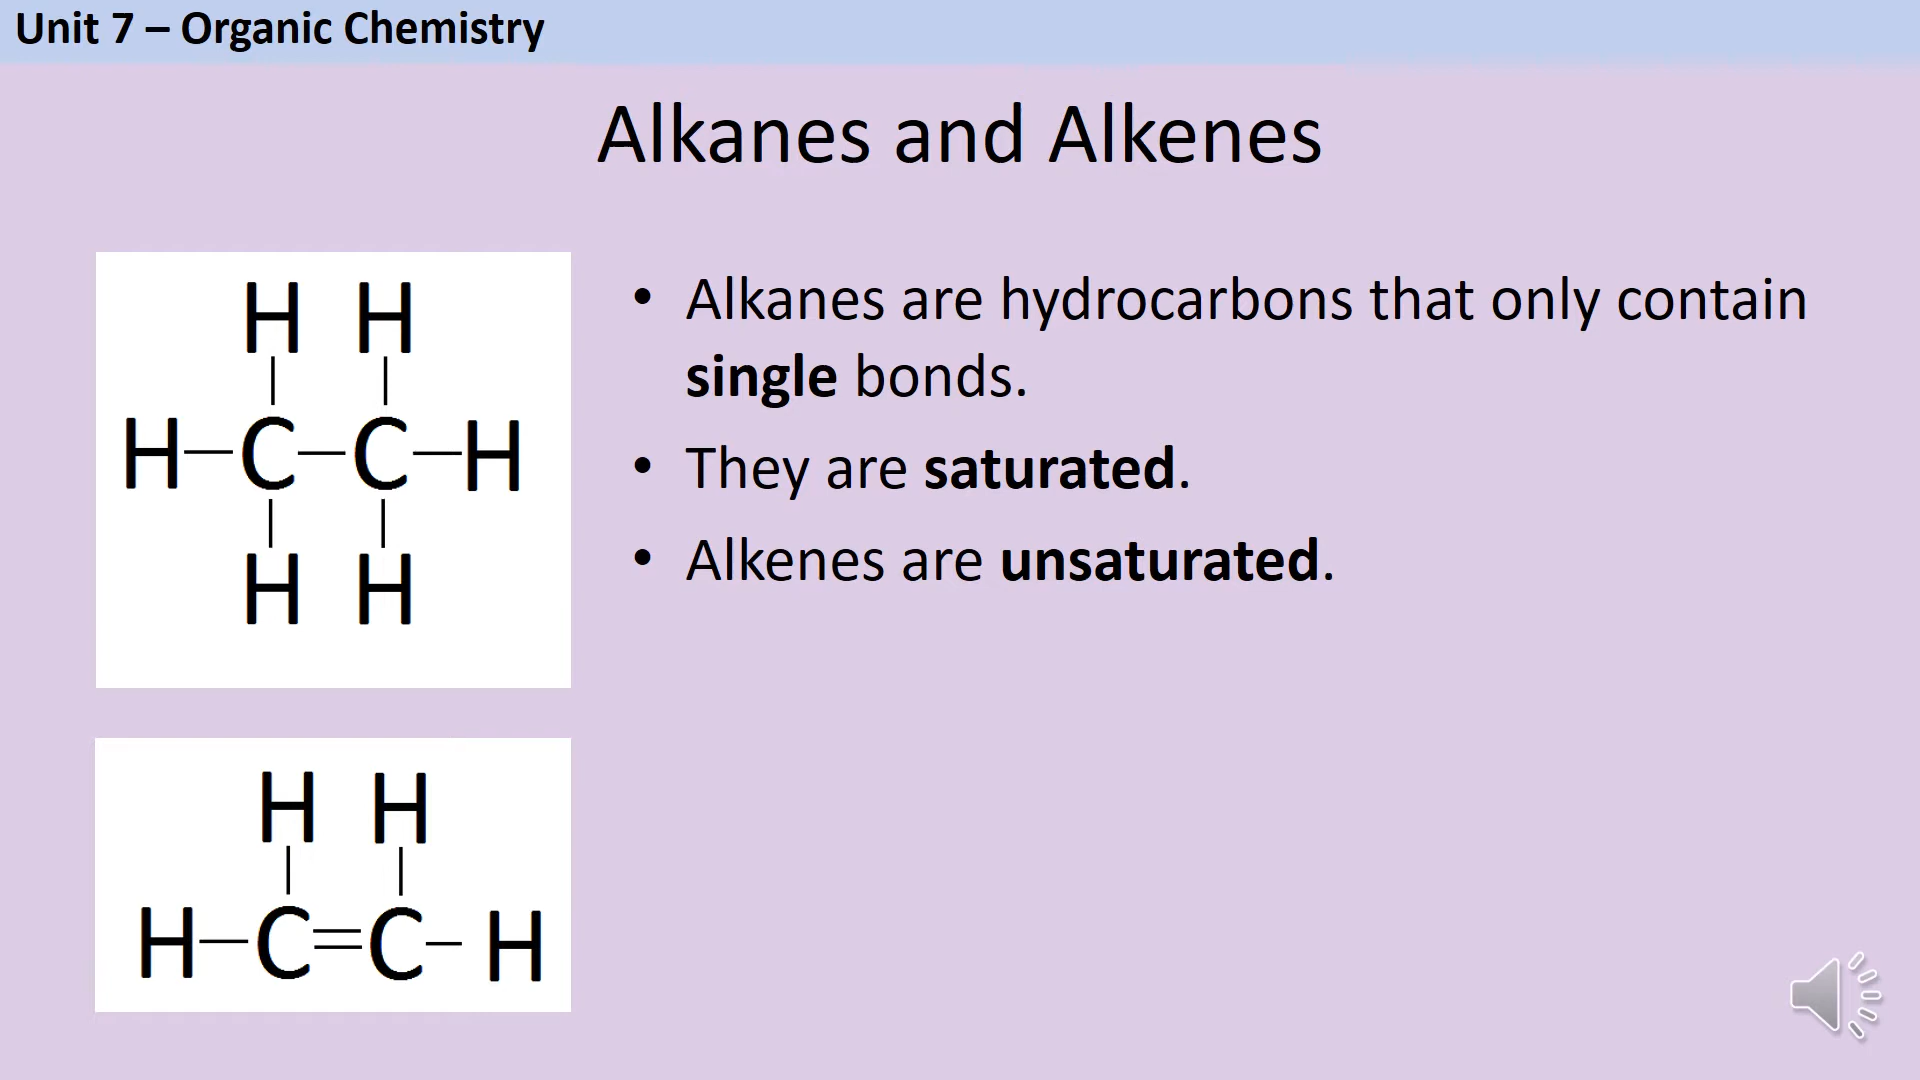 Unit 7 – Organic Chemistry
Alkanes and Alkenes
H H
H C C H
H H
• Alkanes are hydrocarbons that only contain
single bonds.
• They are saturated.
• Alkenes are unsaturated.
H H
H C C H